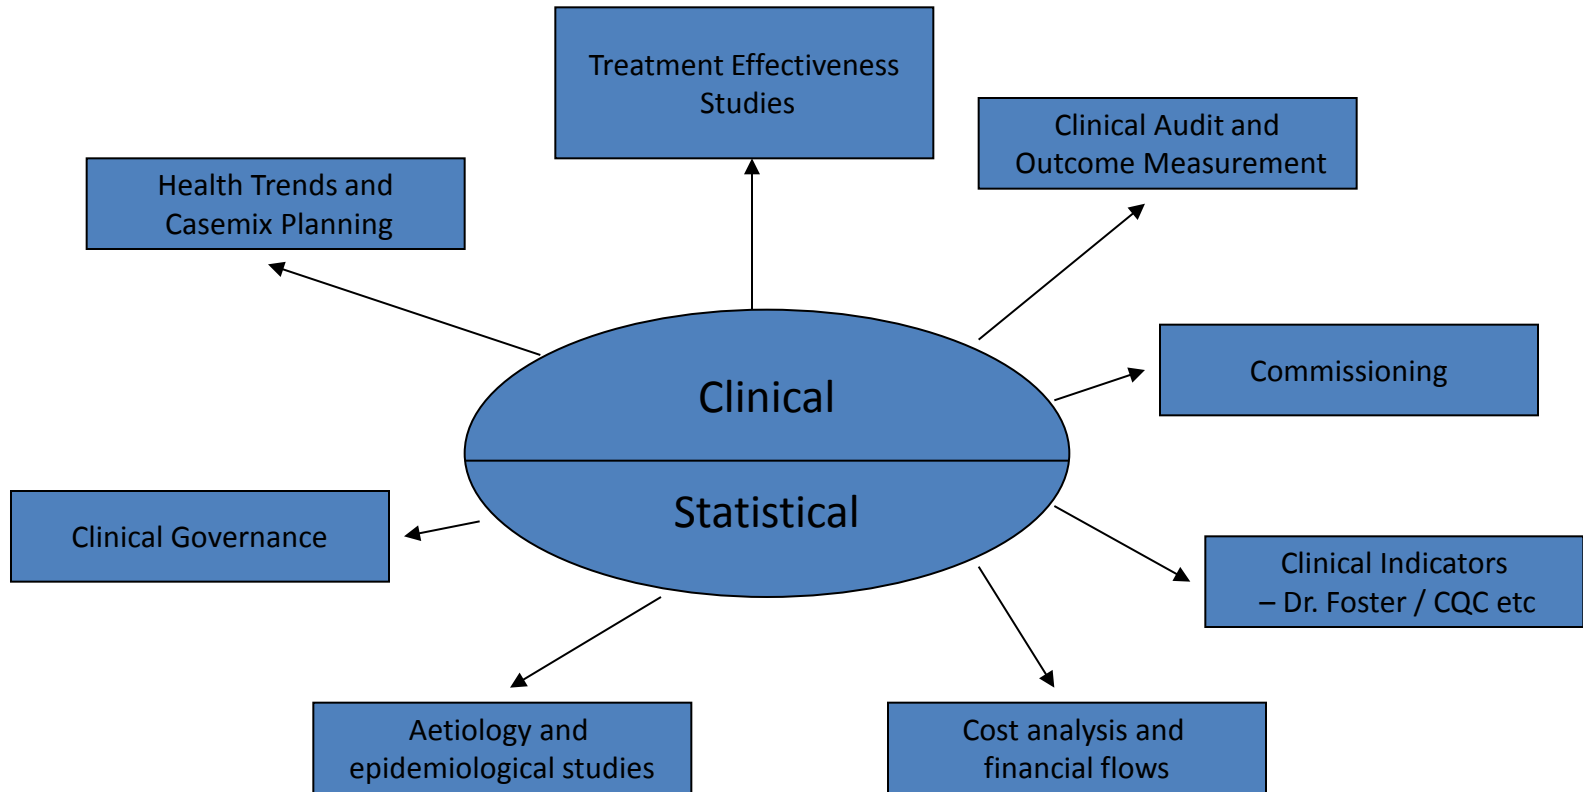 Treatment Effectiveness
Studies
Clinical Audit and
Outcome Measurement
Health Trends and
Casemix Planning
Commissioning
Clinical
Statistical
Clinical Governance
Clinical Indicators
– Dr. Foster / CQC etc
Aetiology and
epidemiological studies
Cost analysis and
financial flows